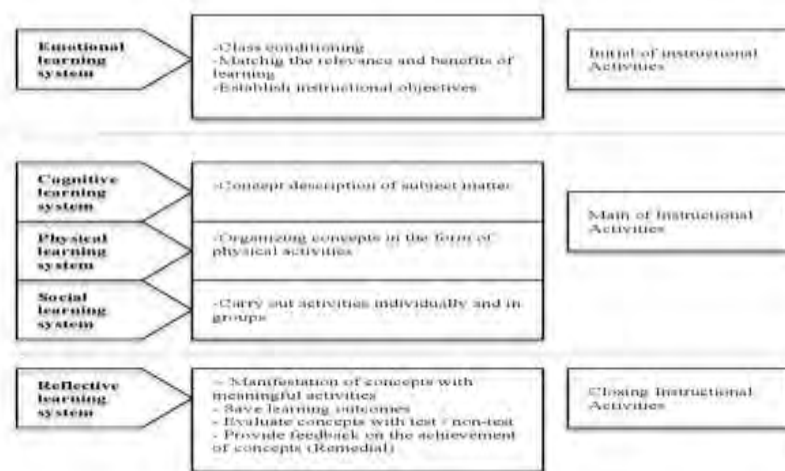 Emotional
learning
system
-Class conditioning
-Matchig the relevance and benefits of
learning
-Establish instructional objectives
Initial of instructional
Activities
Cognitive
learning
system
-Concept description of subject matter
Physical
learning
system
-Organizing concepts in the form of
physical activities
Social
learning
system
-Carry out activities individually and in
groups
Main of Instructional
Activities
Reflective
learning
system
- Manifestation of concepts with
meaningful activities
- Save learning outcomes
- Evaluate concepts with test / non-test
- Provide feedback on the achievement
of concepts (Remedial)
Closing Instructional
Activities